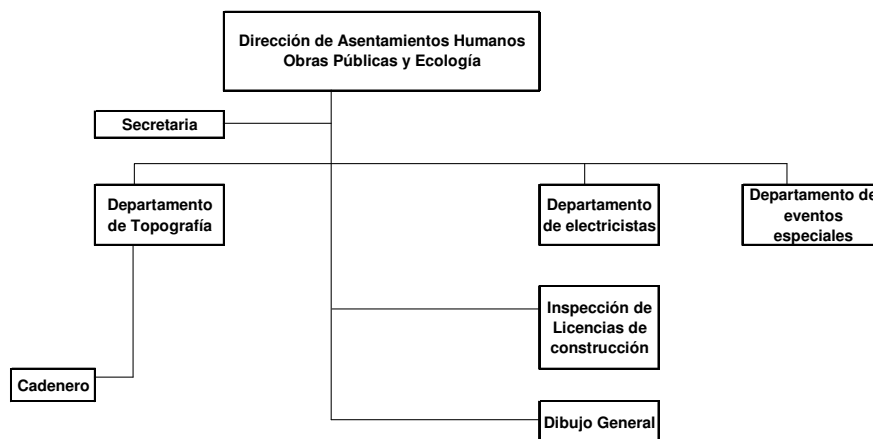 Dirección de Asentamientos Humanos
Obras Públicas y Ecología
Secretaria
Departamento
de Topografía
Departamento
de electricistas
Departamento de
eventos
especiales
Inspección de
Licencias de
construcción
Cadenero
Dibujo General